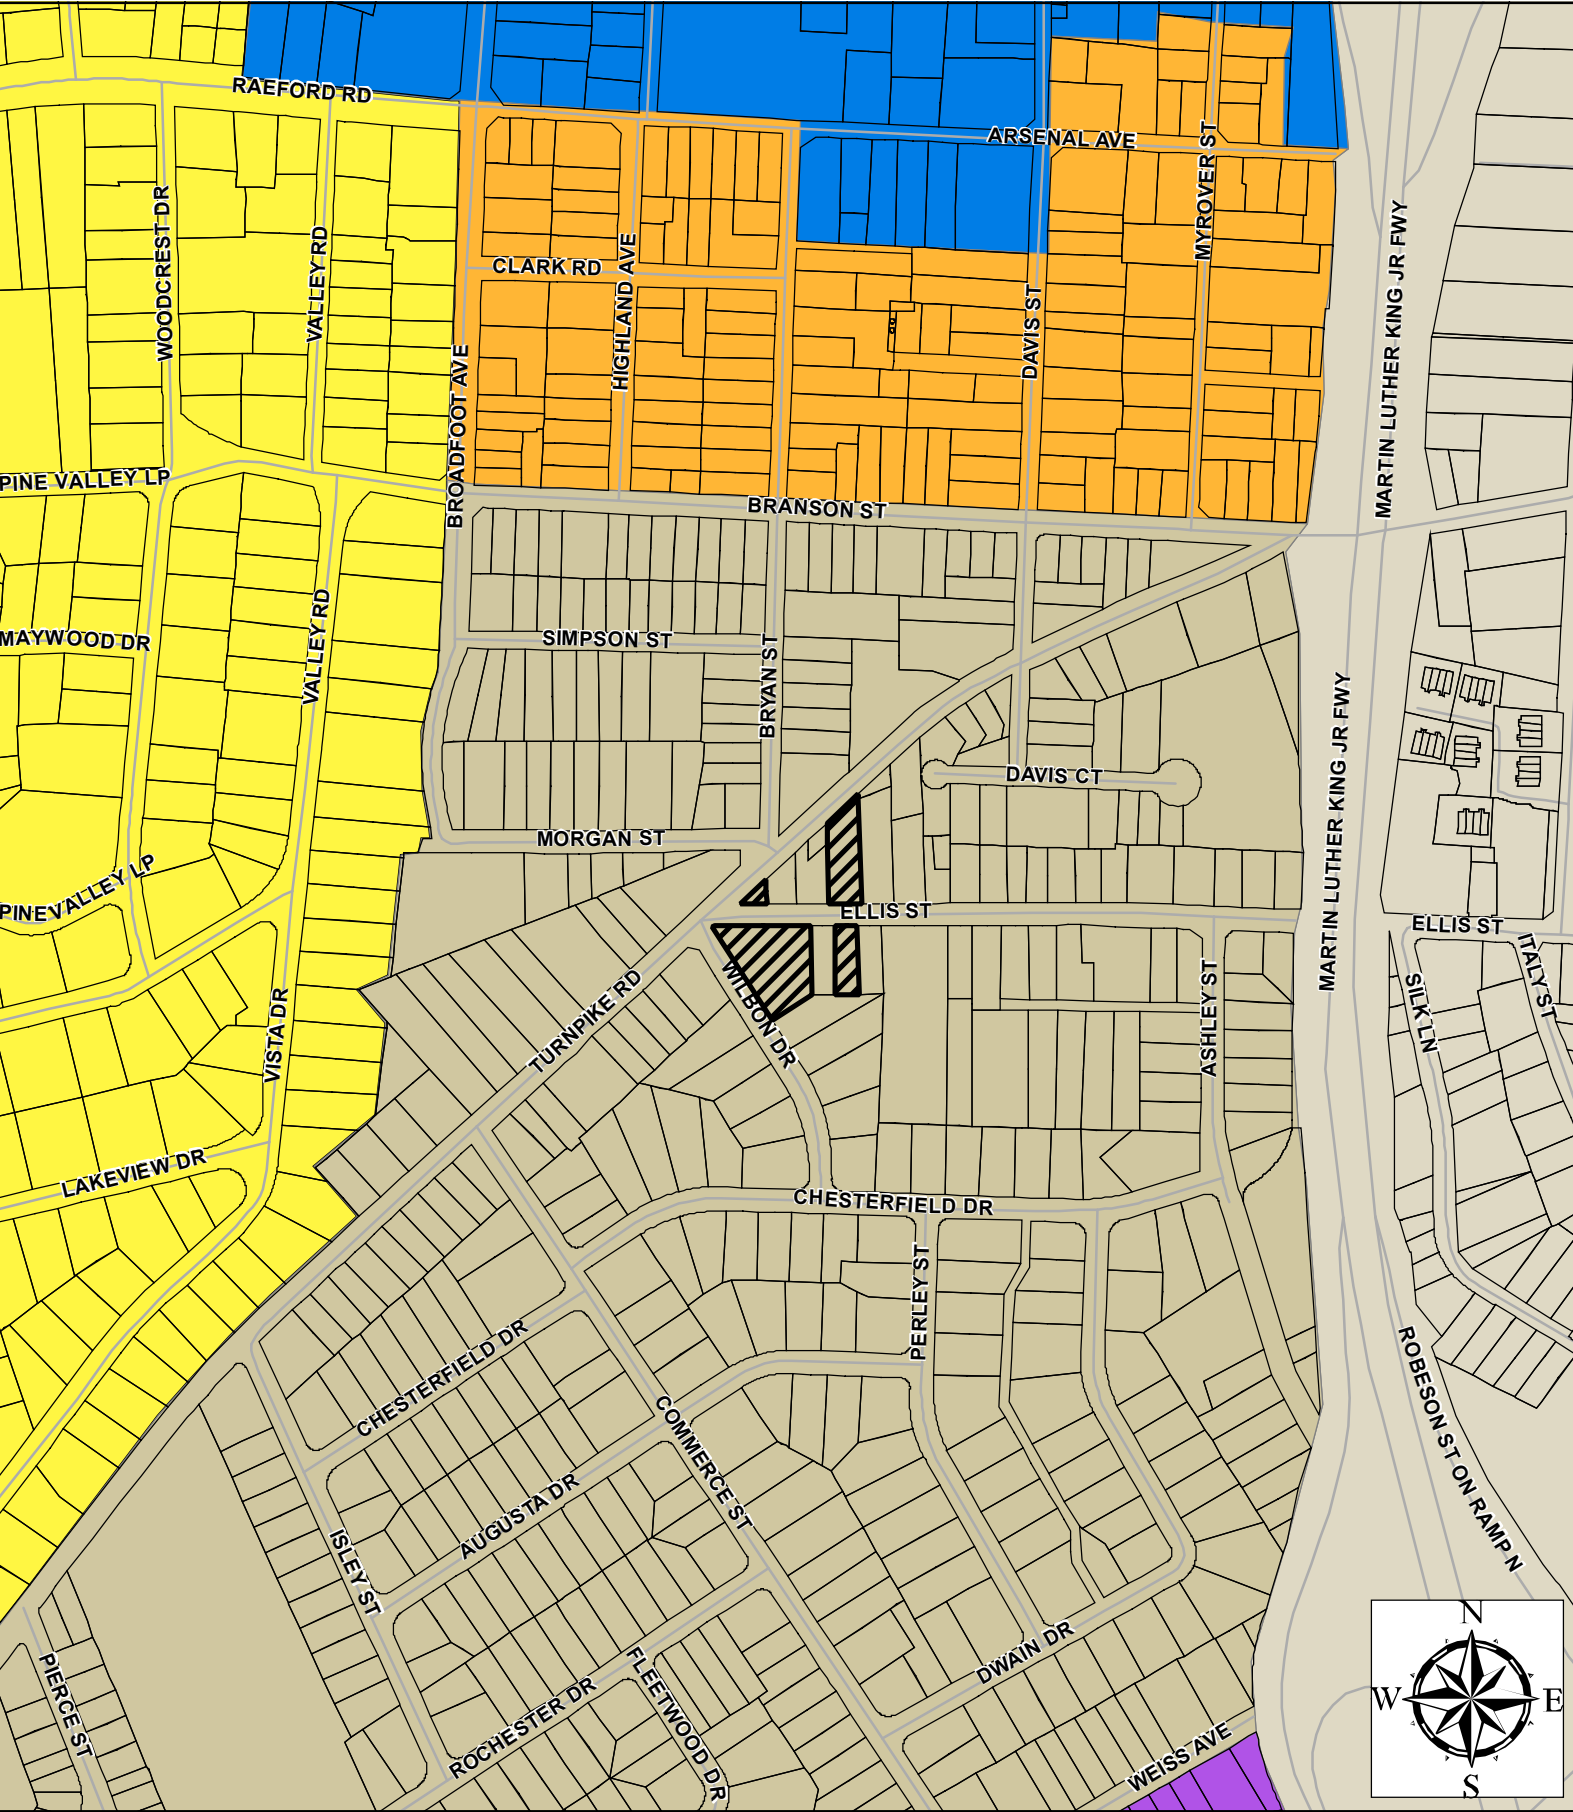 RAEFORD RD
ARSENAL AVE
MYROVER ST
WOODCREST DR
VALLEY RD
CLARK RD
HIGHLAND AVE
DAVIS ST
MARTIN LUTHER KING JR FWY
BROADFOOT AVE
PINE VALLEY LP
BRANSON ST
MAYWOOD DR
VALLEY RD
SIMPSON ST
BRYAN ST
MARTIN LUTHER KING JR FWY
DAVIS CT
MORGAN ST
PINEVALLEY LP
ELLIS ST
ELLIS ST
ITALY ST
SILK LN
WILBON DR
TURNPIKE RD
ASHLEY ST
VISTA DR
LAKEVIEW DR
CHESTERFIELD DR
PERLEY ST
CHESTERFIELD DR
COMMERCE ST
ROBESON ST ON RAMP N
AUGUSTA DR
ISLEY ST
DWAIN DR
FLEETWOOD DR
PIERCE ST
ROCHESTER DR
WEISS AVE
N
W
E
S